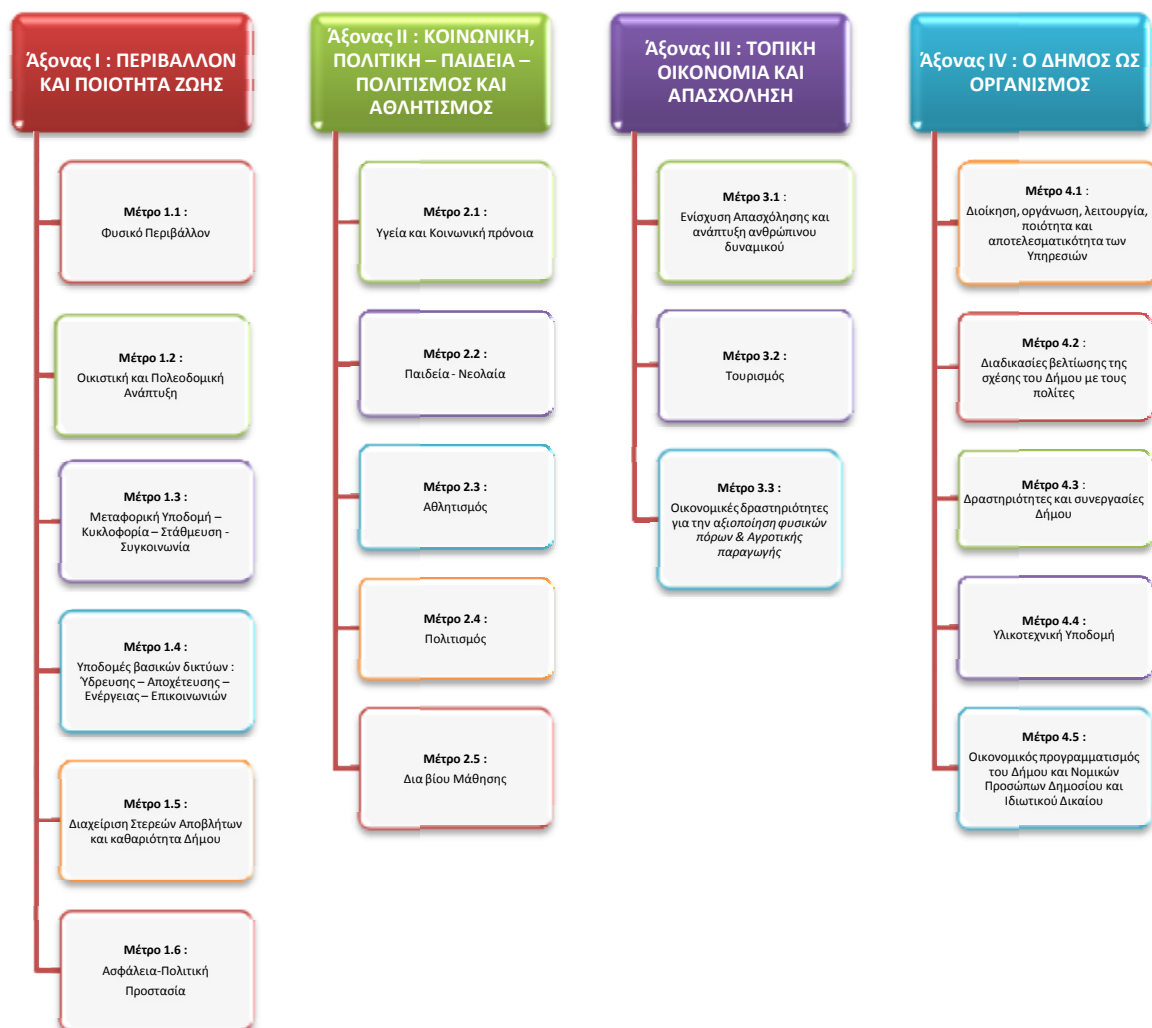 Άξονας Ι : ΠΕΡΙΒΑΛΛΟΝ
ΚΑΙ ΠΟΙΟΤΗΤΑ ΖΩΗΣ
Μέτρο 1.1 :
Φυσικό Περιβάλλον
Μέτρο 1.2 :
Οικιστική και Πολεοδομική
Ανάπτυξη
Μέτρο 1.3 :
Μεταφορική Υποδομή –
Κυκλοφορία – Στάθμευση -
Συγκοινωνία
Μέτρο 1.4 :
Υποδομές βασικών δικτύων :
Ύδρευσης – Αποχέτευσης –
Ενέργειας – Επικοινωνιών
Μέτρο 1.5 :
Διαχείριση Στερεών Αποβλήτων
και καθαριότητα Δήμου
Μέτρο 1.6 :
Ασφάλεια-Πολιτική
Προστασία
Άξονας ΙΙ : ΚΟΙΝΩΝΙΚΗ,
ΠΟΛΙΤΙΚΗ – ΠΑΙΔΕΙΑ –
ΠΟΛΙΤΙΣΜΟΣ ΚΑΙ
ΑΘΛΗΤΙΣΜΟΣ
Μέτρο 2.1 :
Υγεία και Κοινωνική πρόνοια
Μέτρο 2.2 :
Παιδεία - Νεολαία
Μέτρο 2.3 :
Αθλητισμός
Μέτρο 2.4 :
Πολιτισμός
Μέτρο 2.5 :
Δια βίου Μάθησης
Άξονας ΙΙΙ : ΤΟΠΙΚΗ
ΟΙΚΟΝΟΜΙΑ ΚΑΙ
ΑΠΑΣΧΟΛΗΣΗ
Μέτρο 3.1 :
Ενίσχυση Απασχόλησης και
ανάπτυξη ανθρώπινου
δυναμικού
Μέτρο 3.2 :
Τουρισμός
Μέτρο 3.3 :
Οικονομικές δραστηριότητες
για την αξιοποίηση φυσικών
πόρων & Αγροτικής
παραγωγής
Άξονας IV : Ο ΔΗΜΟΣ ΩΣ
ΟΡΓΑΝΙΣΜΟΣ
Μέτρο 4.1 :
Διοίκηση, οργάνωση, λειτουργία,
ποιότητα και
αποτελεσματικότητα των
Υπηρεσιών
Μέτρο 4.2 :
Διαδικασίες βελτίωσης της
σχέσης του Δήμου με τους
πολίτες
Μέτρο 4.3 :
Δραστηριότητες και συνεργασίες
Δήμου
Μέτρο 4.4 :
Υλικοτεχνική Υποδομή
Μέτρο 4.5 :
Οικονομικός προγραμματισμός
του Δήμου και Νομικών
Προσώπων Δημοσίου και
Ιδιωτικού Δικαίου